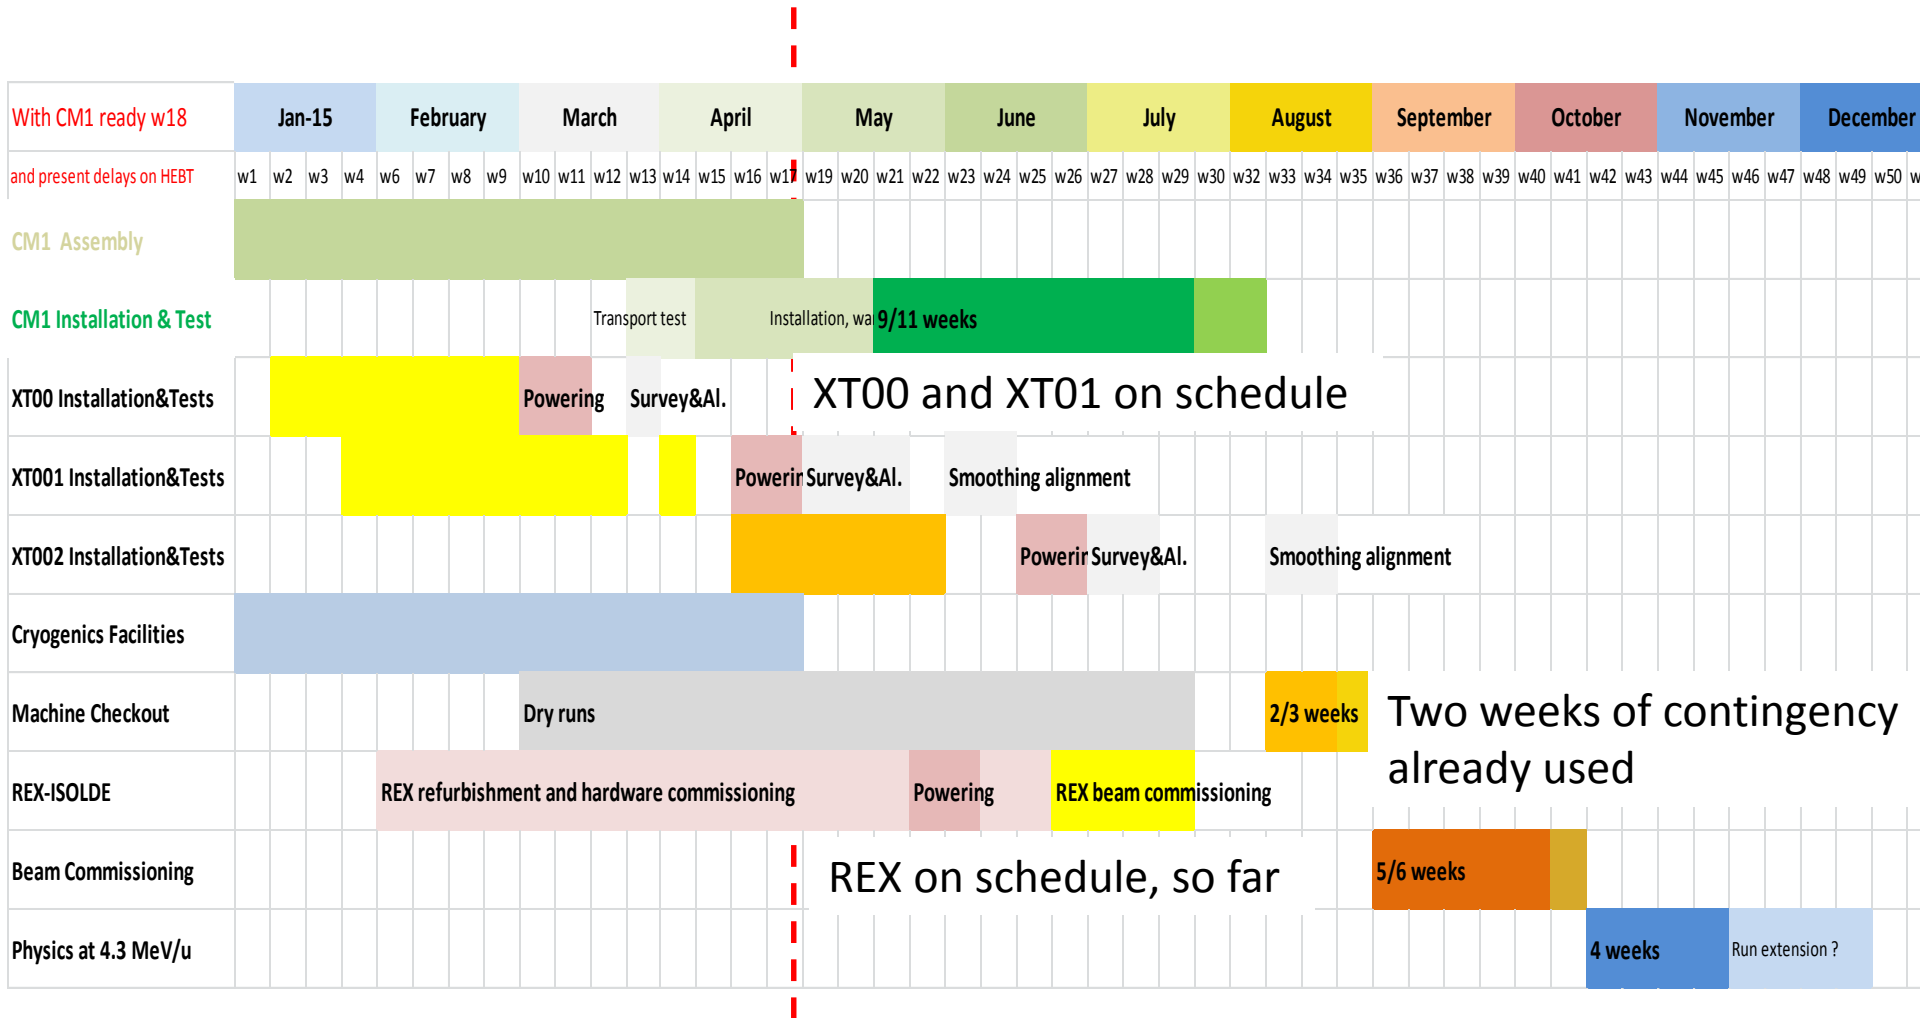 With CM1 ready w18 Jan-15 February March April May June July August September October November December
and present delays on HEBT w1 w2 w3 w4 w6 w7 w8 w9 w10 w11 w12 w13 w14 w15 w16 w17 w19 w20 w21 w22 w23 w24 w25 w26 w27 w28 w29 w30 w32 w33 w34 w35 w36 w37 w38 w39 w40 w41 w42 w43 w44 w45 w46 w47 w48 w49 w50 w
CM1 Assembly
CM1 Installation & Test Transport test Installation, wa 9/11 weeks
XT00 Installation&Tests Powering Survey&Al. XT00 and XT01 on schedule
XT001 Installation&Tests Powerin Survey&Al. Smoothing alignment
XT002 Installation&Tests Powerin Survey&Al. Smoothing alignment
Cryogenics Facilities
Machine Checkout Dry runs 2/3 weeks Two weeks of contingency
already used
REX-ISOLDE REX refurbishment and hardware commissioning Powering REX beam commissioning
Beam Commissioning REX on schedule, so far 5/6 weeks
Physics at 4.3 MeV/u 4 weeks Run extension ?